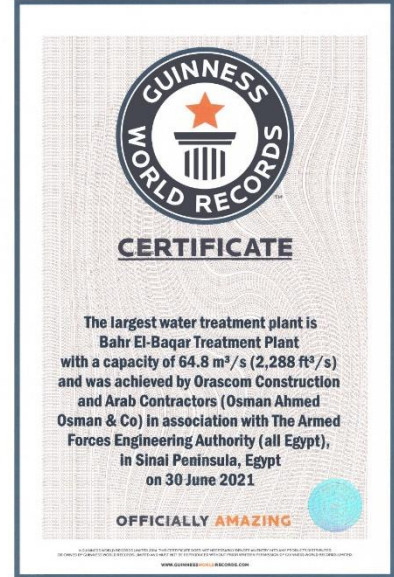 GUINNESS
WORLD RECORDS
™
CERTIFICATE
The largest water treatment plant is
Bahr El-Baqar Treatment Plant
with a capacity of 64.8 m³/s (2,288 ft³/s)
and was achieved by Orascom Construction
and Arab Contractors (Osman Ahmed
Osman & Co) in association with The Armed
Forces Engineering Authority (all Egypt),
in Sinai Peninsula, Egypt
on 30 June 2021
OFFICIALLY AMAZING
WWW.GUINNESSWORLDRECORDS.COM